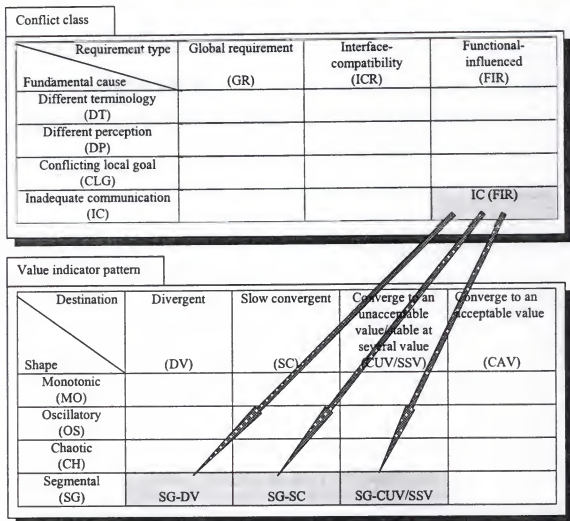 Conflict class
Requirement type
Global requirement
Interface-
compatibility
Functional-
influenced
Fundamental cause
(GR)
(ICR)
(FIR)
Different terminology
(DT)
Different perception
(DP)
Conflicting local goal
(CLG)
Inadequate communication
(IC)
IC (FIR)
Value indicator pattern
Destination
Divergent
Slow convergent
Converge to an
unacceptable
value/stable at
several value
Converge to an
acceptable value
Shape
(DV)
(SC)
(CUV/SSV)
(CAV)
Monotonic
(MO)
Oscillatory
(OS)
Chaotic
(CH)
Segmental
(SG)
SG-DV
SG-SC
SG-CUV/SSV